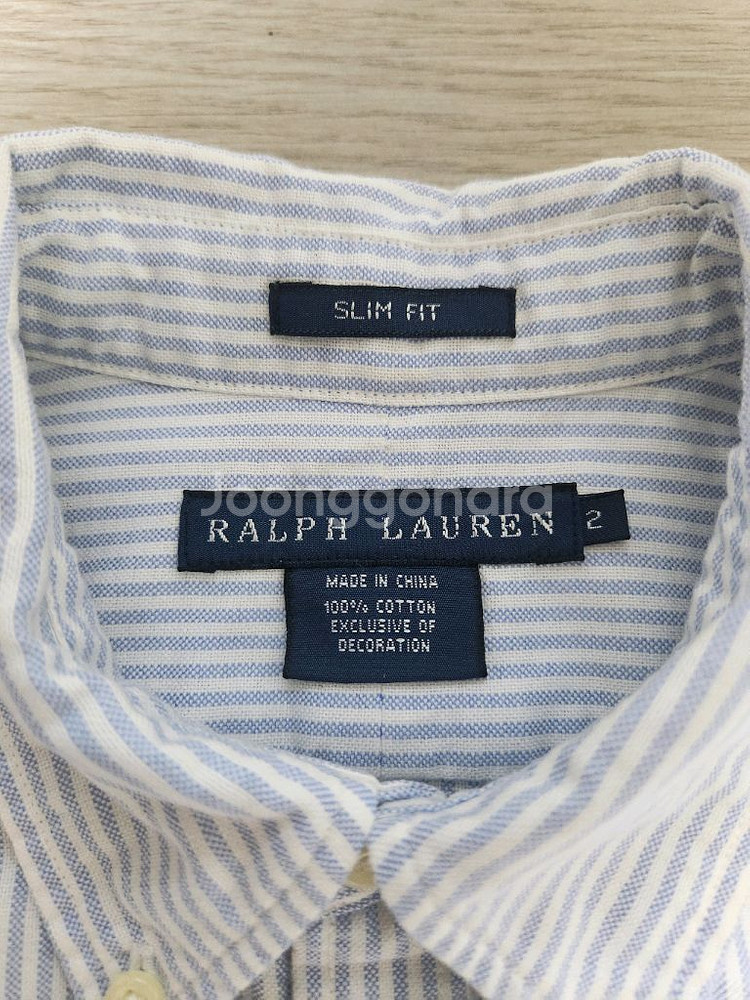 SLIM FIT
Joonggonara
RALPH LAUREN
2
MADE IN CHINA
100% COTTON
EXCLUSIVE OF
DECORATION